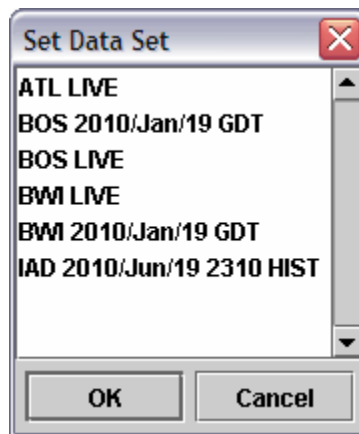 Set Data Set
ATL LIVE
BOS 2010/Jan/19 GDT
BOS LIVE
BWI LIVE
BWI 2010/Jan/19 GDT
IAD 2010/Jun/19 2310 HIST
OK
Cancel